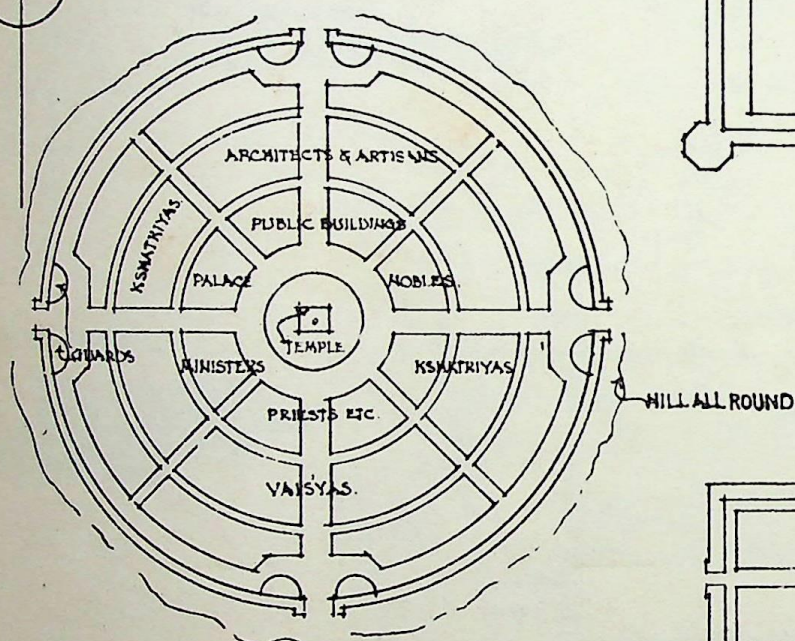 ARCHITECTS & ARTISANS
KSHATRIYAS.
PUBLIC BUILDINGS
PALACE
NOBLES.
TEMPLE
GUARDS
MINISTERS
KSHATRIYAS
PRIESTS ETC.
HILL ALL ROUND
VAISYAS.